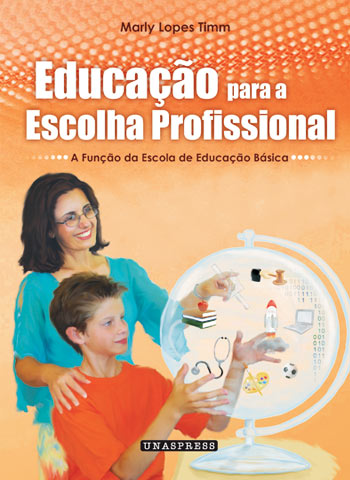 Marly Lopes Timm
Educação para a
Escolha Profissional
A Função da Escola de Educação Básica
UNASPRESS